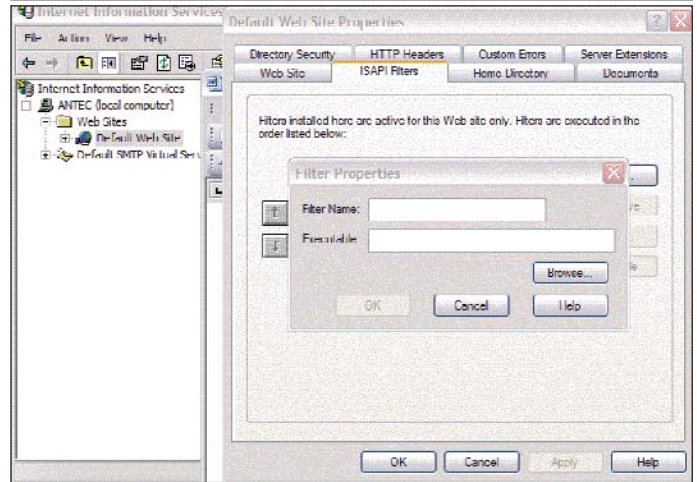 Internet Information Services
Default Web Site Properties
File Action View Help
Internet Information Services
ANTEC (local computer)
Web Sites
Default Web Site
Default SMTP Virtual Serv
Directory Security HTTP Headers Custom Errors Server Extensions
Web Site ISAPI Filters Home Directory Documents
Filters installed here are active for this Web site only. Filters are executed in the
order listed below:
Filter Properties
Filter Name:
Executable
Browse...
OK Cancel Help
OK Cancel Apply Help